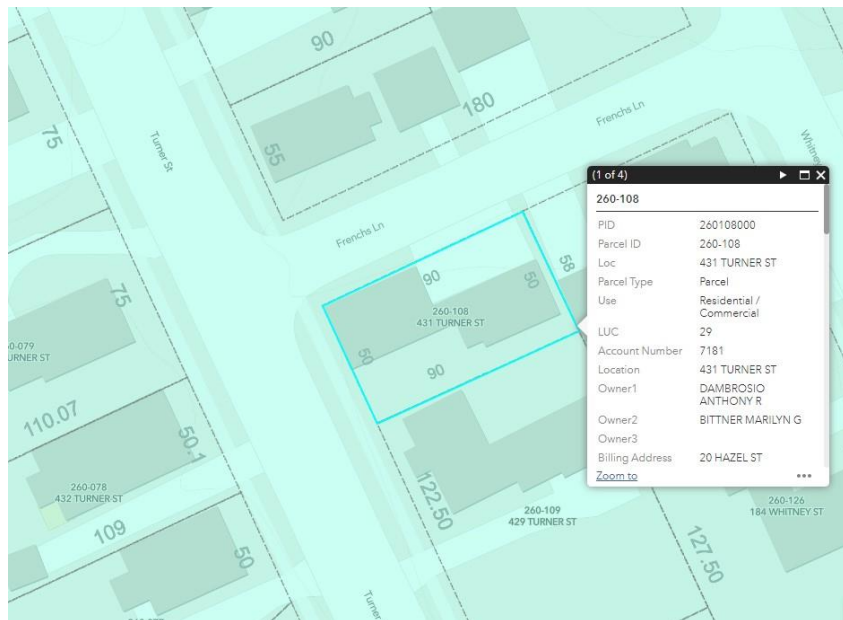 90
180
75
Turner St
55
Frenchs Ln
Whitney
Frenchs Ln
(1 of 4)
260-108
PID 260108000
Parcel ID 260-108
Loc 431 TURNER ST
Parcel Type Parcel
Use Residential /
Commercial
LUC 29
Account Number 7181
Location 431 TURNER ST
Owner1 DAMBROSIO
ANTHONY R
Owner2 BITTNER MARILYN G
Owner3
Billing Address 20 HAZEL ST
Zoom to
58
90
50
260-108
431 TURNER ST
50
90
75
0-079
URNER ST
110.07
50.1
260-078
432 TURNER ST
109
50
122.50
260-109
429 TURNER ST
260-126
184 WHITNEY ST
127.50
Turner